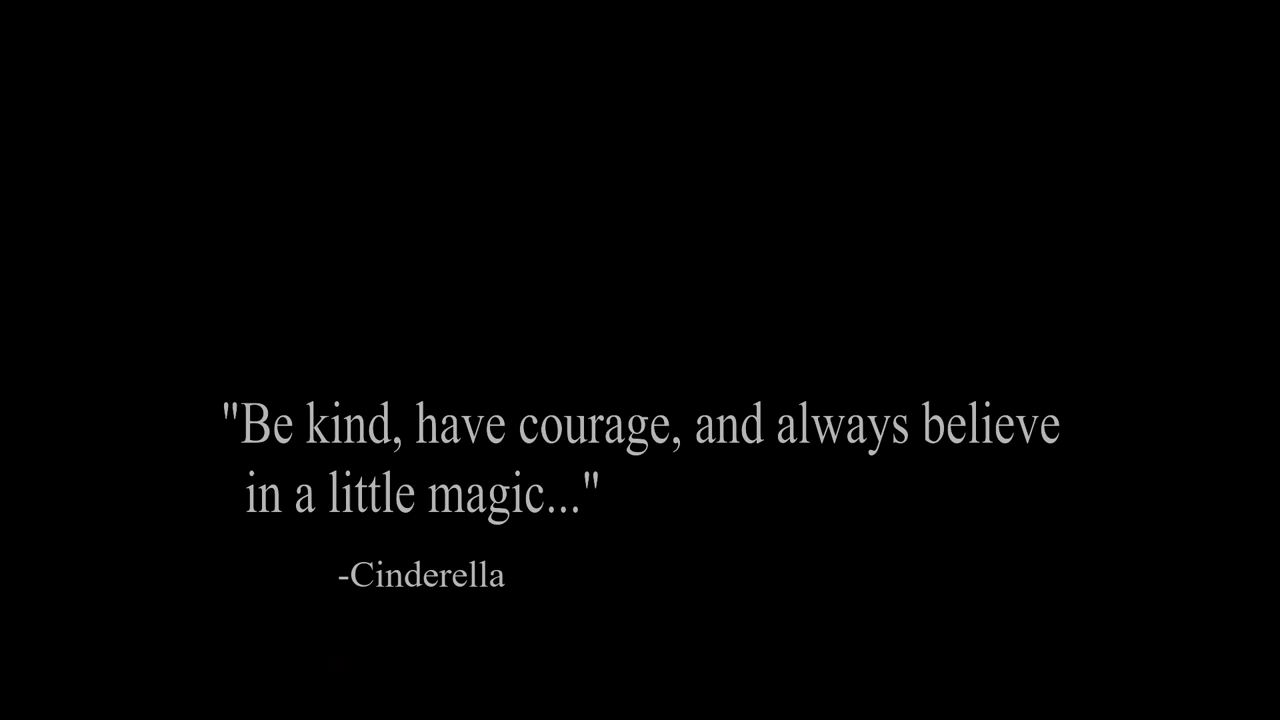 "Be kind, have courage, and always believe
in a little magic..."
-Cinderella